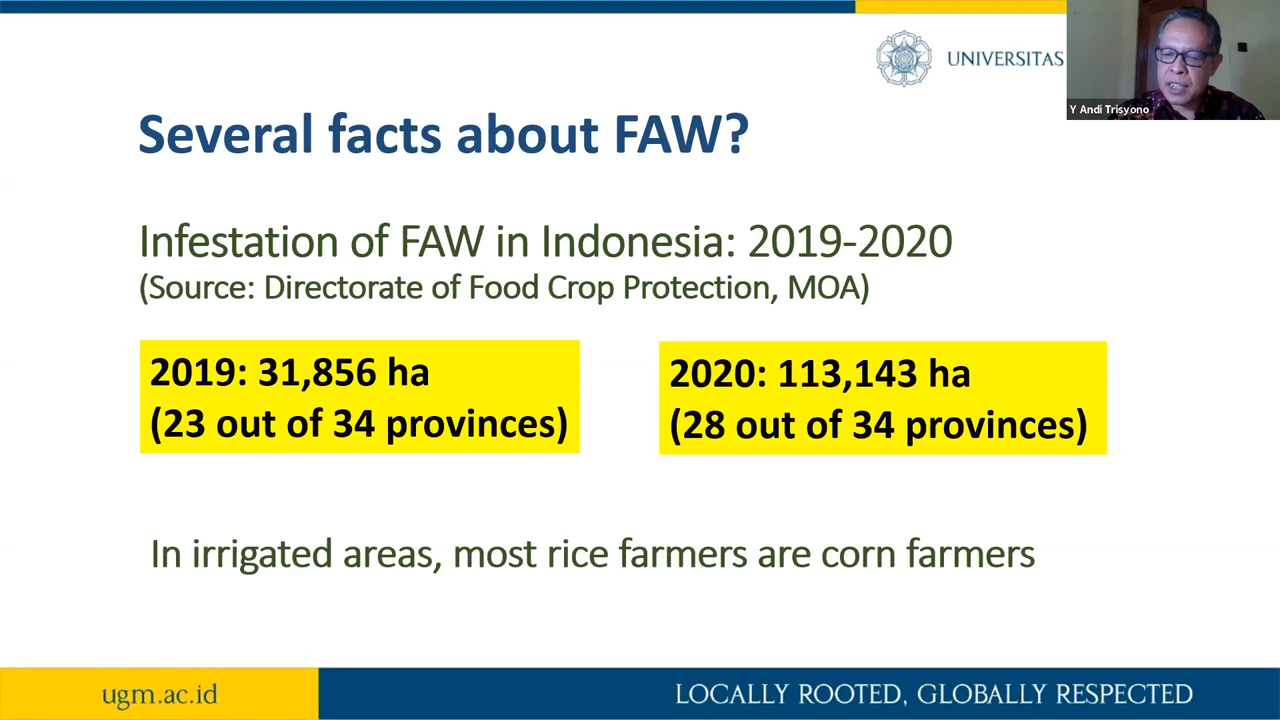 UNIVERSITAS
Y Andi Trisyono
Several facts about FAW?
Infestation of FAW in Indonesia: 2019-2020
(Source: Directorate of Food Crop Protection, MOA)
2019: 31,856 ha
(23 out of 34 provinces)
2020: 113,143 ha
(28 out of 34 provinces)
In irrigated areas, most rice farmers are corn farmers
ugm.ac.id
LOCALLY ROOTED, GLOBALLY RESPECTED